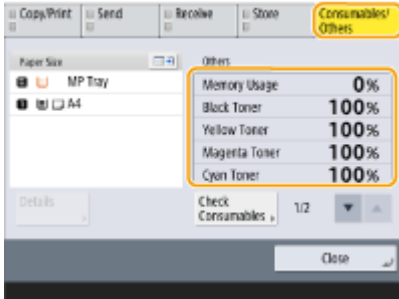 Copy/Print
Send
Receive
Store
Consumables/
Others
Paper Size
Others
MP Tray
A4
Memory Usage 0%
Black Toner 100%
Yellow Toner 100%
Magenta Toner 100%
Cyan Toner 100%
Details
Check
Consumables
1/2
Close